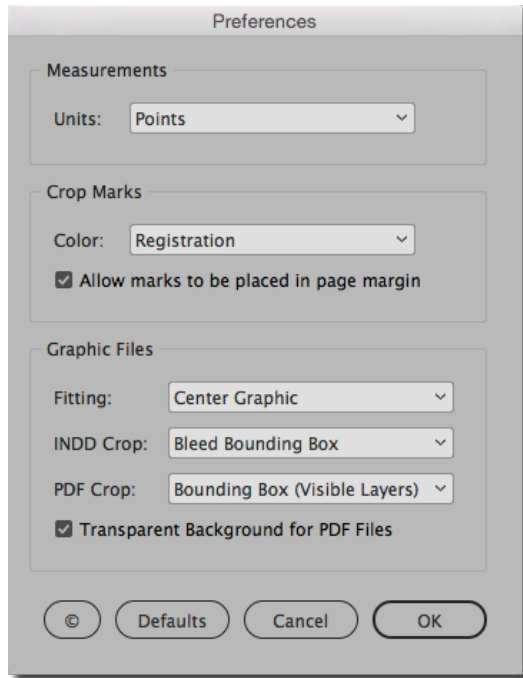 Preferences
Measurements
Units: Points
Crop Marks
Color: Registration
Allow marks to be placed in page margin
Graphic Files
Fitting: Center Graphic
INDD Crop: Bleed Bounding Box
PDF Crop: Bounding Box (Visible Layers)
Transparent Background for PDF Files
© Defaults Cancel OK